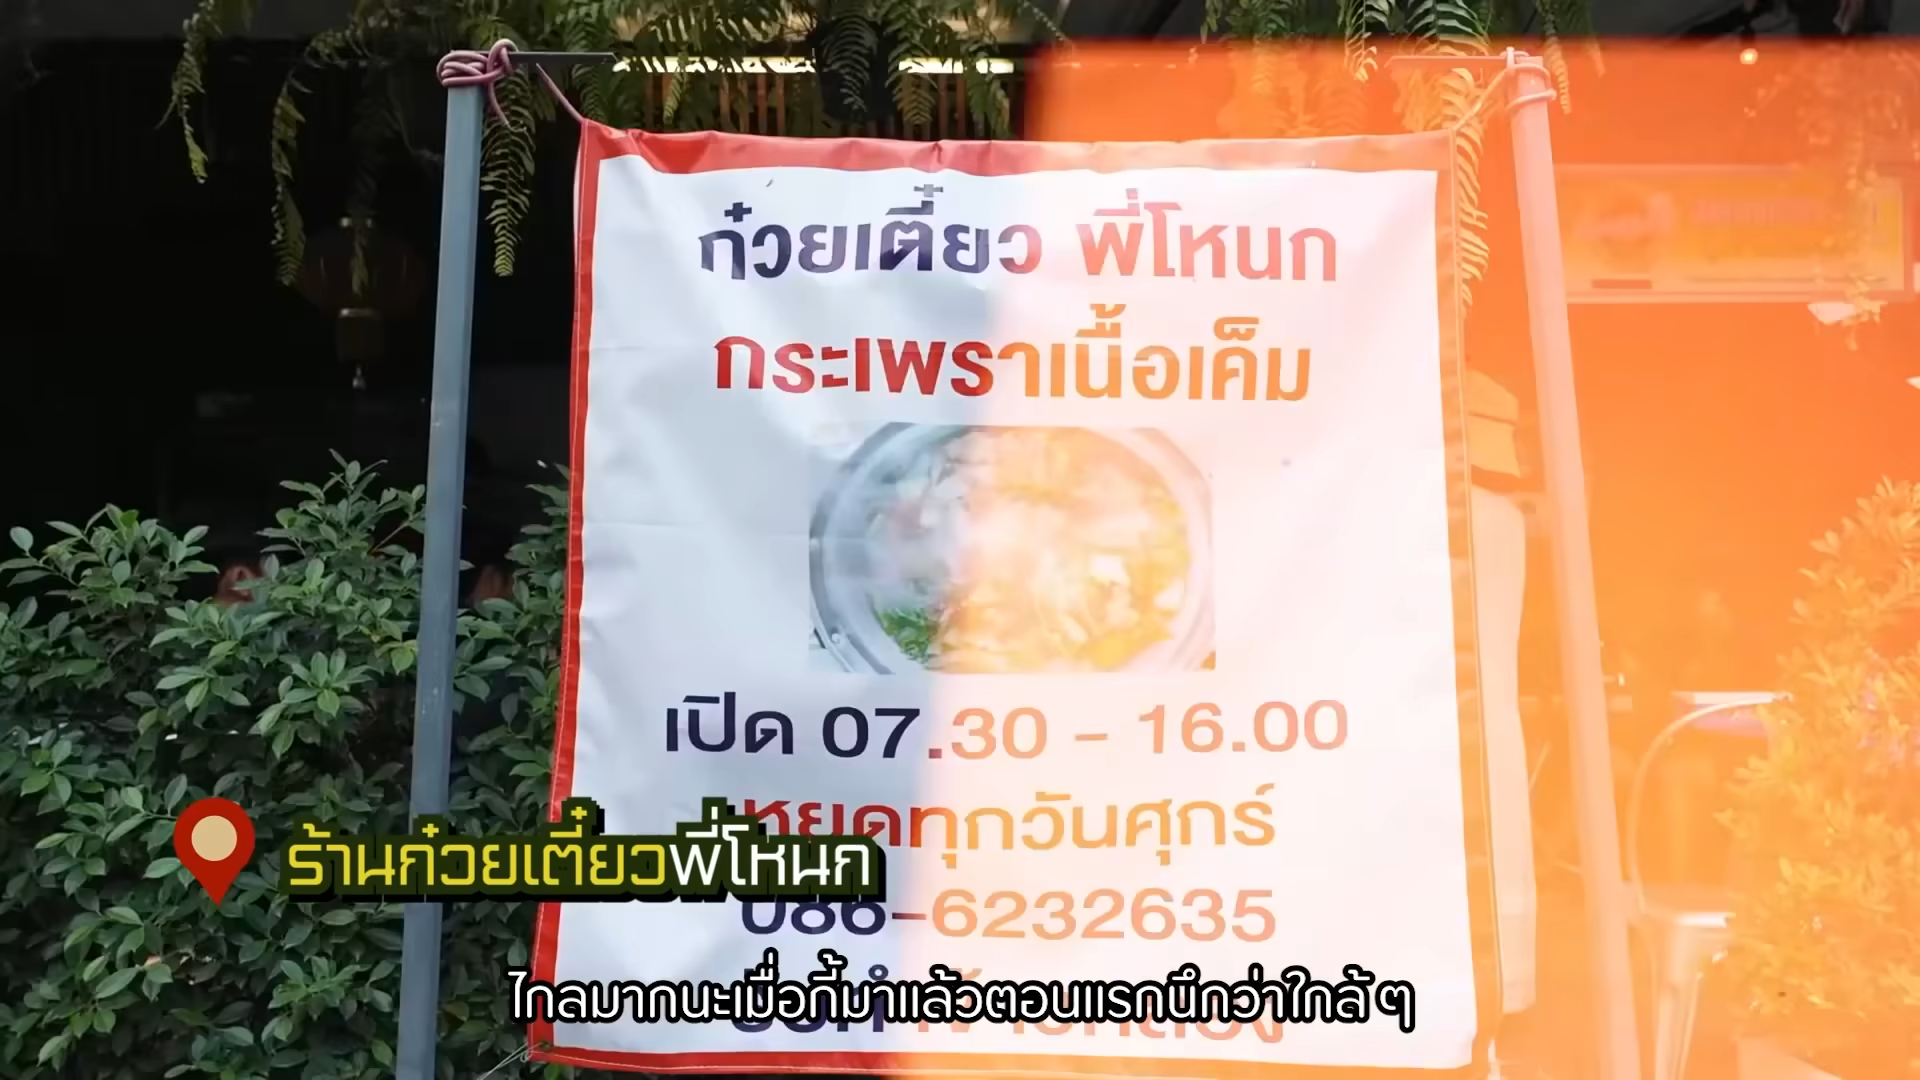 ก๋วยเตี๋ยว พี่โหนก
กระเพราเนื้อเค็ม
เปิด 07.30 - 16.00
หยุดทุกวันศุกร์
086-6232635
ร้านก๋วยเตี๋ยวพี่โหนก
ไกลมากนะเมื่อกี้มาแล้วตอนแรกนึกว่าใกล้ๆ